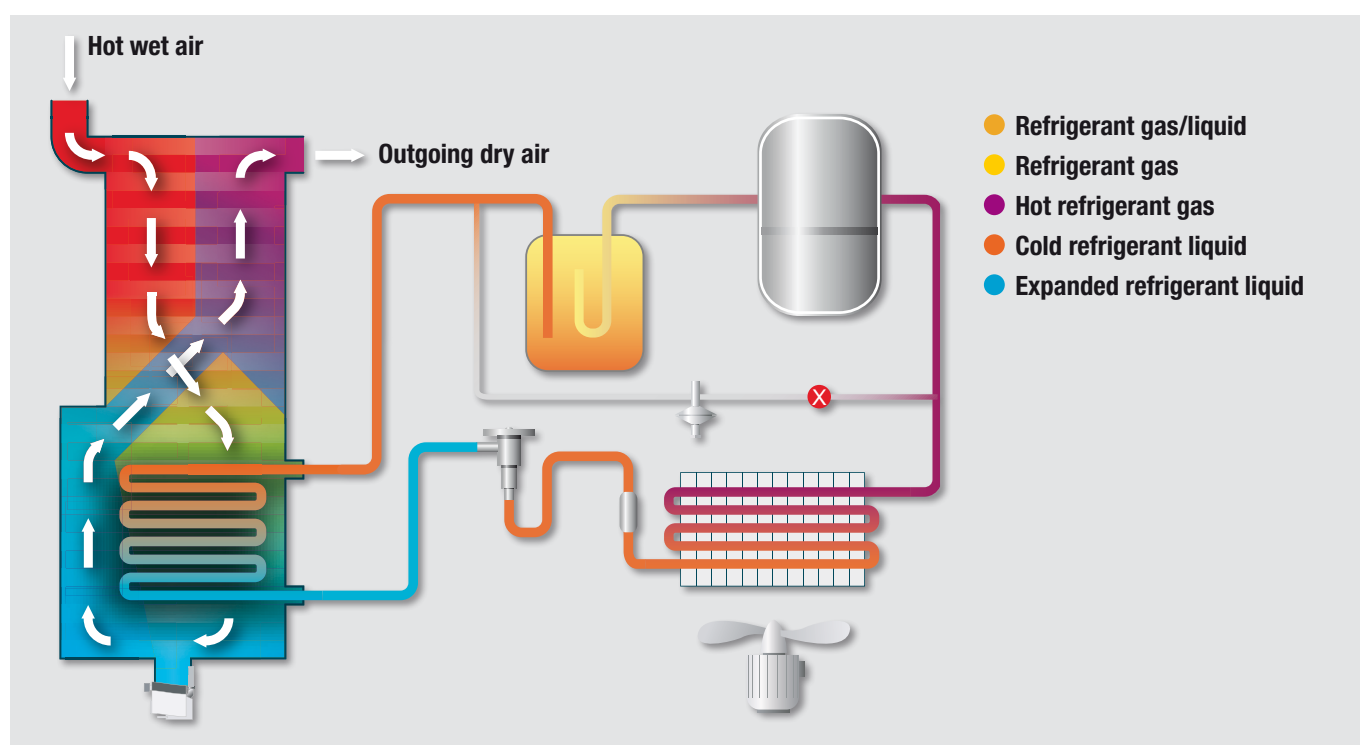 Hot wet air
Outgoing dry air
Refrigerant gas/liquid
Refrigerant gas
Hot refrigerant gas
Cold refrigerant liquid
Expanded refrigerant liquid
X